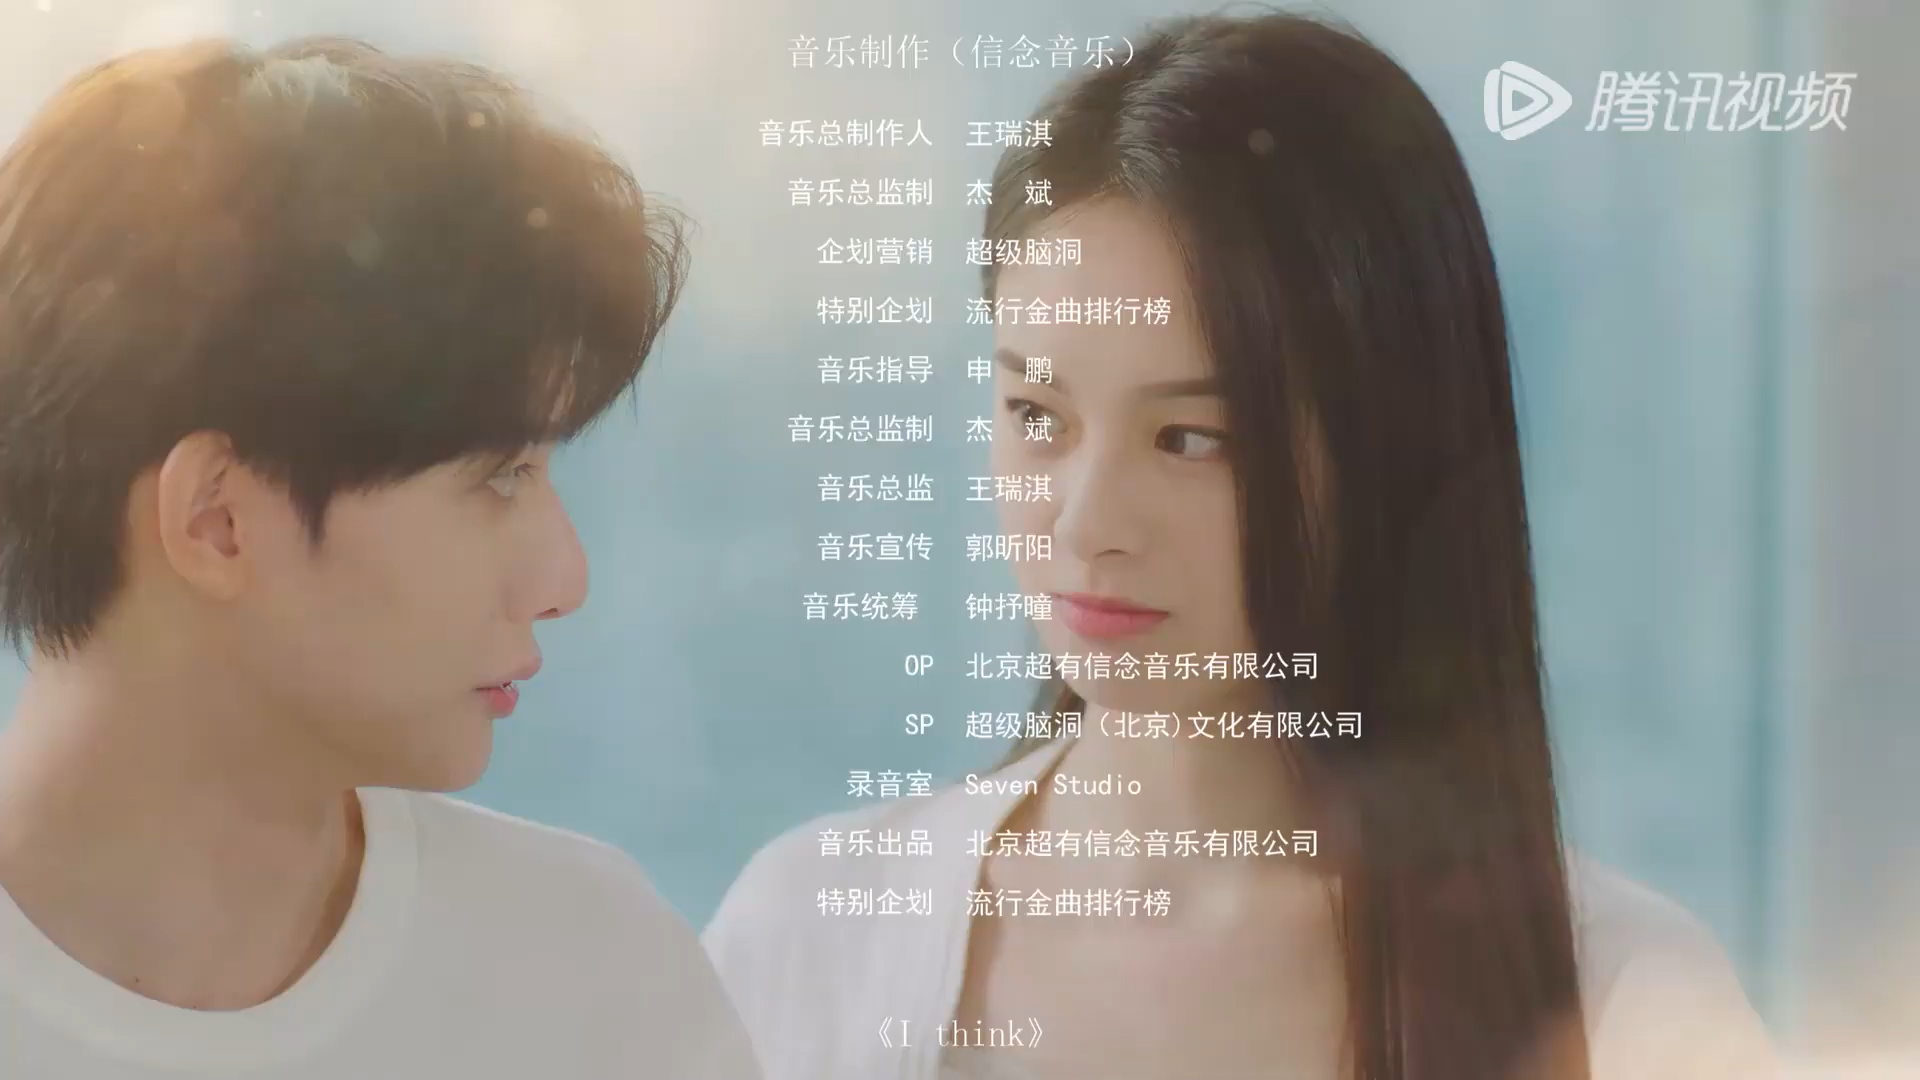 音乐制作（信念音乐）
腾讯视频
音乐总制作人 王瑞淇
音乐总监制 杰 斌
企划营销 超级脑洞
特别企划 流行金曲排行榜
音乐指导 申 鹏
音乐总监制 杰 斌
音乐总监 王瑞淇
音乐宣传 郭昕阳
音乐统筹 钟抒曈
OP 北京超有信念音乐有限公司
SP 超级脑洞（北京)文化有限公司
录音室 Seven Studio
音乐出品 北京超有信念音乐有限公司
特别企划 流行金曲排行榜
《I think》